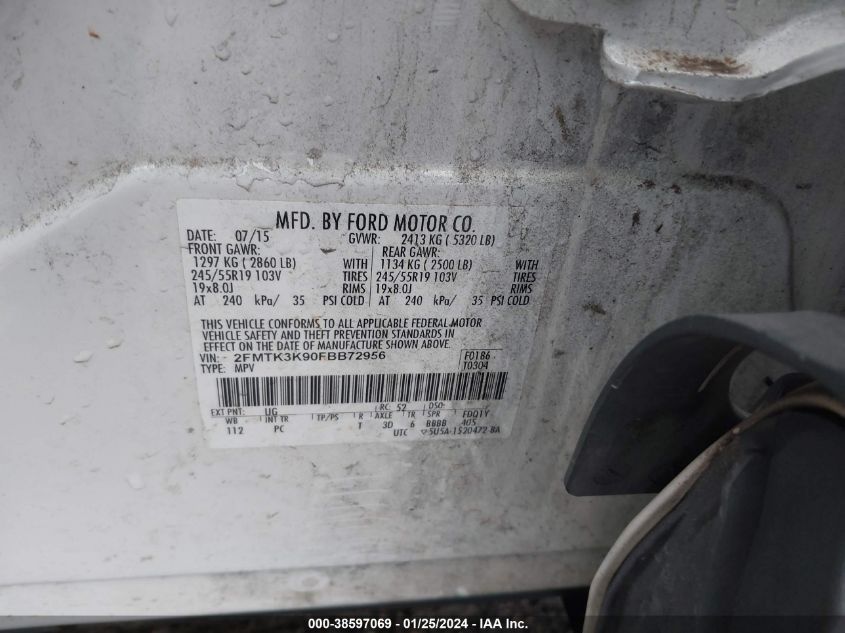 MFD. BY FORD MOTOR CO.
DATE: 07/15 GVWR: 2413 KG ( 5320 LB)
FRONT GAWR: REAR GAWR:
1297 KG ( 2860 LB) WITH 1134 KG ( 2500 LB) WITH
245/55R19 103V TIRES 245/55R19 103V TIRES
19x8.0J RIMS 19x8.0J RIMS
AT 240 kPa/ 35 PSI COLD AT 240 kPa/ 35 PSI COLD
THIS VEHICLE CONFORMS TO ALL APPLICABLE FEDERAL MOTOR
VEHICLE SAFETY AND THEFT PREVENTION STANDARDS IN
EFFECT ON THE DATE OF MANUFACTURE SHOWN ABOVE.
VIN: 2FMTK3K90FBB72956 F0186
TYPE: MPV T0304
EXT PNT: UG RC: 52 DSO:
WB INT TR TP/PS R AXLE TR SPR FDQ1Y
112 PC T 3D 6 BBBB 405
UTC ▽5U5A-1520472-BA
000-38597069 - 01/25/2024 - IAA Inc.